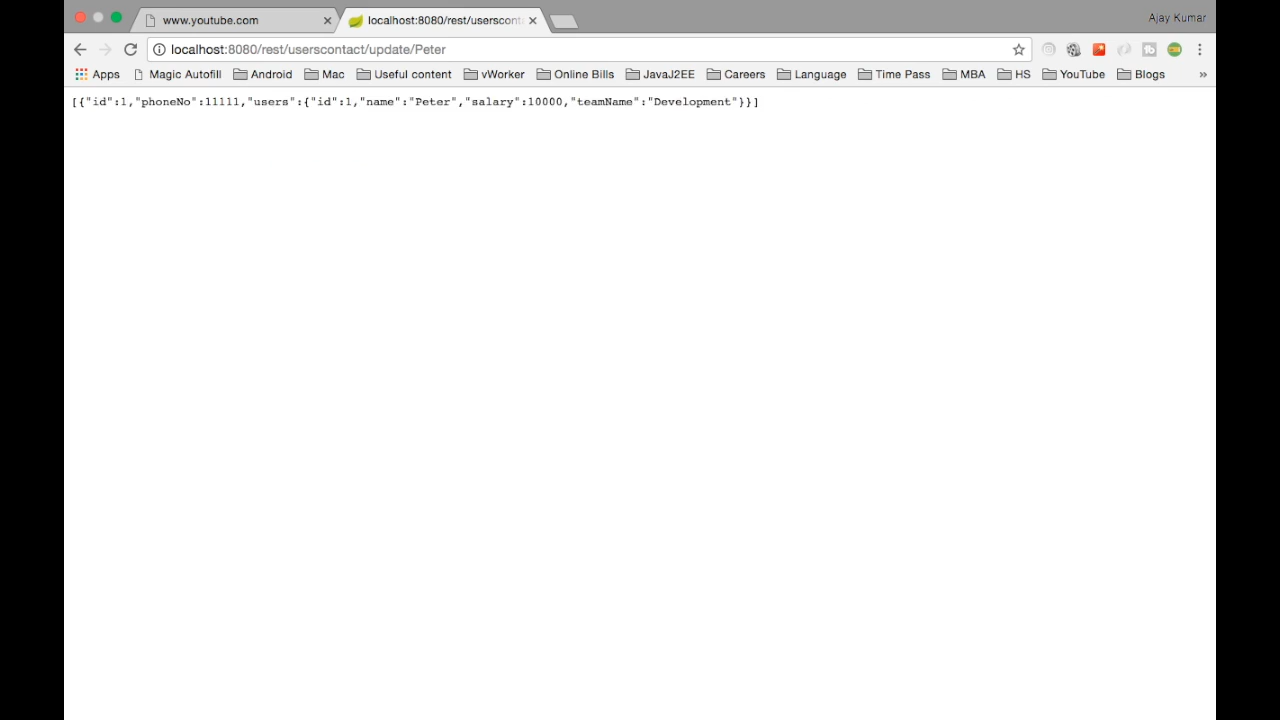 www.youtube.com
localhost:8080/rest/userscont
Ajay Kumar
localhost:8080/rest/userscontact/update/Peter
Apps Magic Autofill Android Mac Useful content vWorker Online Bills JavaJ2EE Careers Language Time Pass MBA HS YouTube Blogs »
[{"id":1,"phoneNo":11111,"users":{"id":1,"name":"Peter","salary":10000,"teamName":"Development"}}]